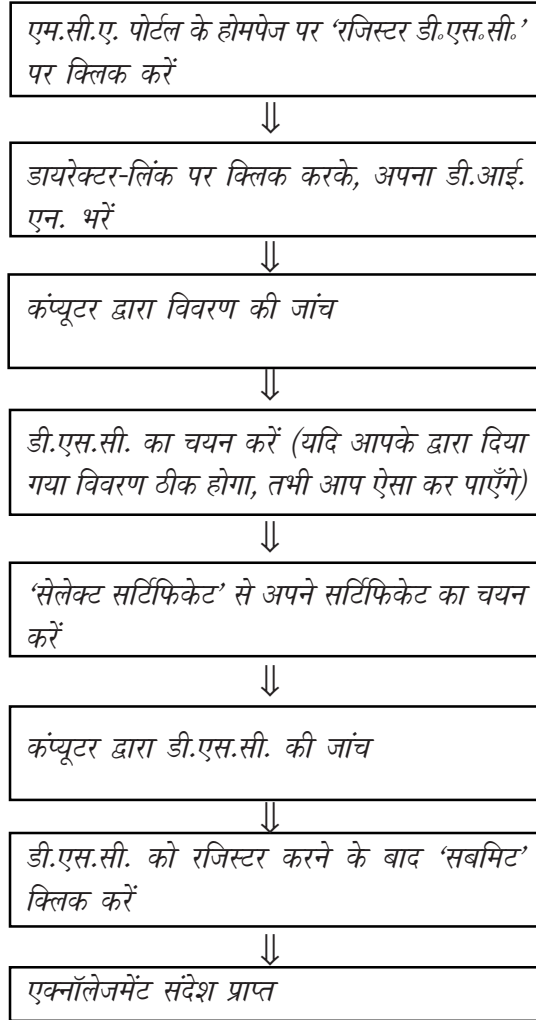 एम.सी.ए. पोर्टल के होमपेज पर ‘रजिस्टर डी॰एस॰सी॰’
पर क्लिक करें
⇓
डायरेक्टर-लिंक पर क्लिक करके, अपना डी.आई.
एन. भरें
⇓
कंप्यूटर द्वारा विवरण की जांच
⇓
डी.एस.सी. का चयन करें (यदि आपके द्वारा दिया
गया विवरण ठीक होगा, तभी आप ऐसा कर पाएँगे)
⇓
‘सेलेक्ट सर्टिफिकेट’ से अपने सर्टिफिकेट का चयन
करें
⇓
कंप्यूटर द्वारा डी.एस.सी. की जांच
⇓
डी.एस.सी. को रजिस्टर करने के बाद ‘सबमिट’
क्लिक करें
⇓
एक्नॉलेजमेंट संदेश प्राप्त